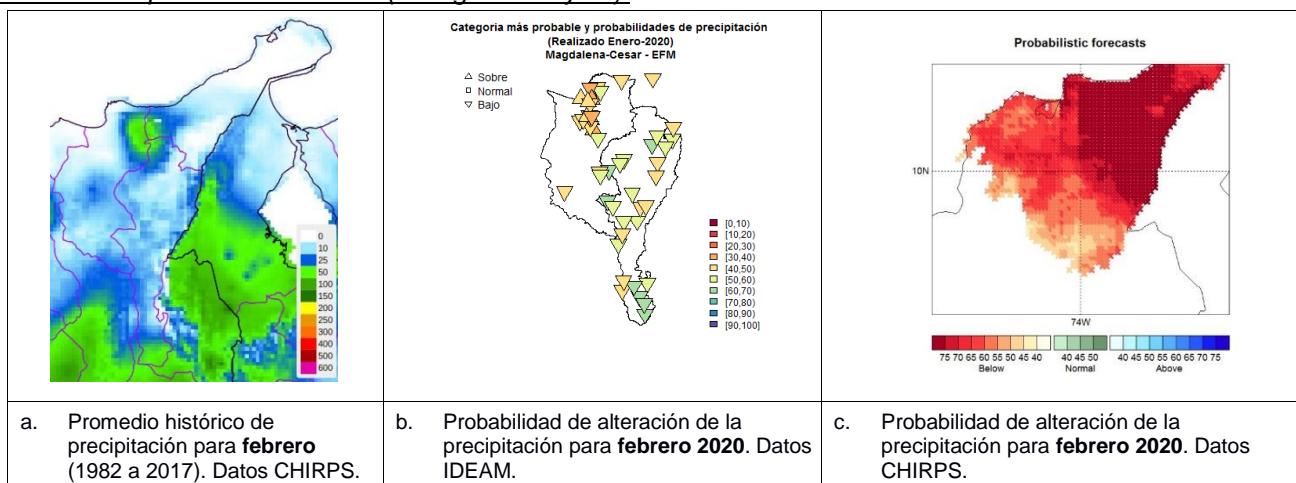 0
10
25
50
100
150
200
250
300
400
500
600
Categoria más probable y probabilidades de precipitación
(Realizado Enero-2020)
Magdalena-Cesar - EFM
Sobre
Normal
Bajo
[0,10)
[10,20)
[20,30)
[30,40)
[40,50)
[50,60)
[60,70)
[70,80)
[80,90)
[90,100]
Probabilistic forecasts
10N
74W
75 70 65 60 55 50 45 40 40 45 50 40 45 50 55 60 65 70 75
Below Normal Above
a. Promedio histórico de
precipitación para febrero
(1982 a 2017). Datos CHIRPS.
b. Probabilidad de alteración de la
precipitación para febrero 2020. Datos
IDEAM.
c. Probabilidad de alteración de la
precipitación para febrero 2020. Datos
CHIRPS.